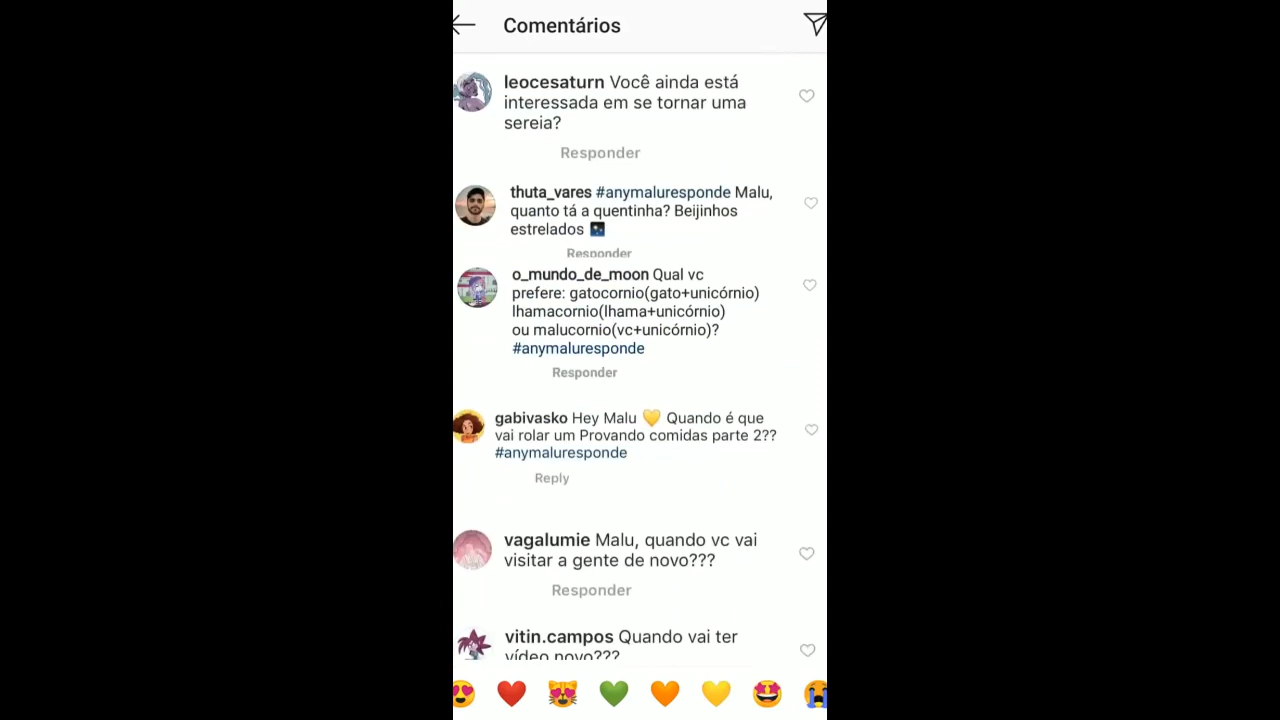 Comentários
leocesaturn Você ainda está
interessada em se tornar uma
sereia?
Responder
thuta_vares #anymaluresponde Malu,
quanto tá a quentinha? Beijinhos
estrelados
Responder
o_mundo_de_moon Qual vc
prefere: gatocornio(gato+unicórnio)
lhamacornio(lhama+unicórnio)
ou malucornio(vc+unicórnio)?
#anymaluresponde
Responder
gabivasko Hey Malu 💛 Quando é que
vai rolar um Provando comidas parte 2??
#anymaluresponde
Reply
vagalumie Malu, quando vc vai
visitar a gente de novo???
Responder
vitin.campos Quando vai ter
vídeo novo???